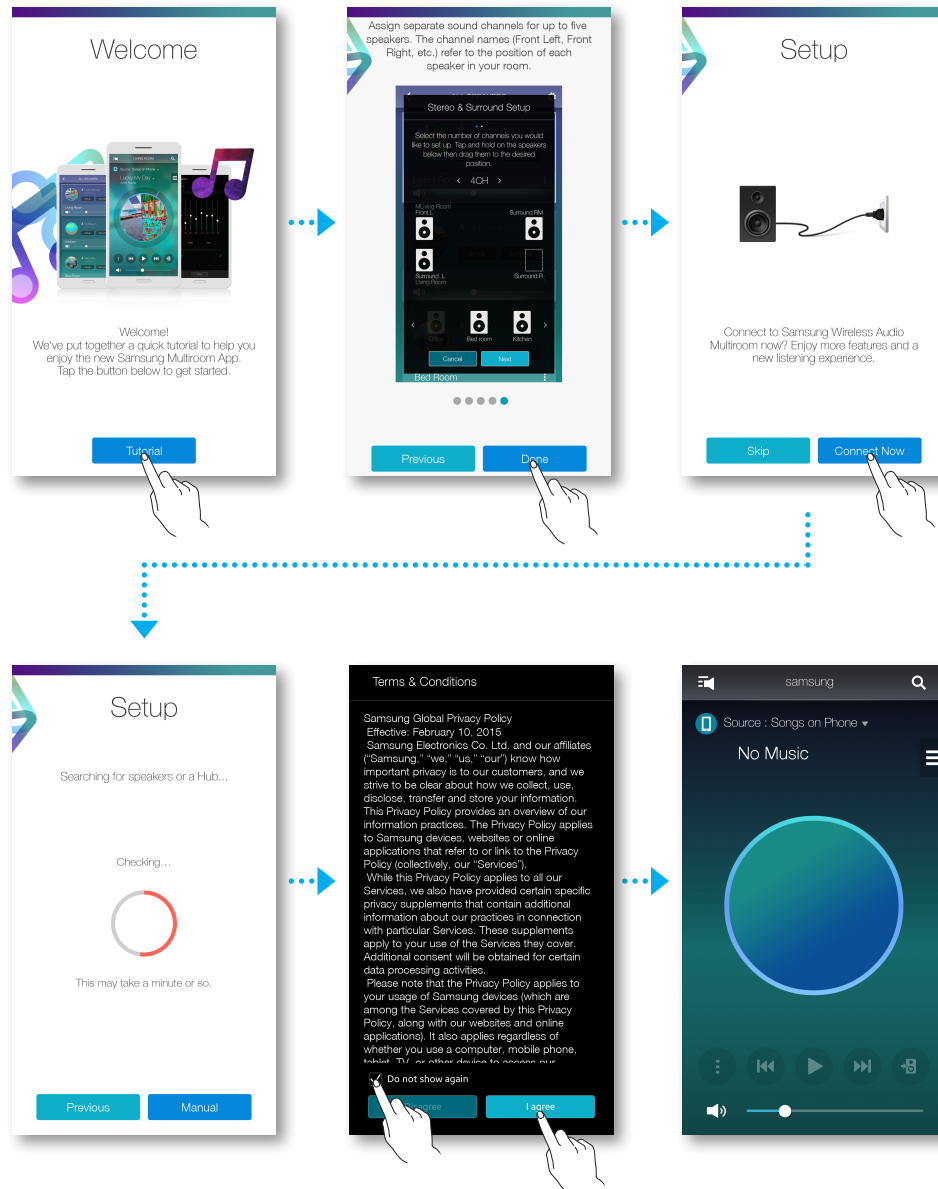 Welcome
Welcome!
We've put together a quick tutorial to help you
enjoy the new Samsung Multiroom App.
Tap the button below to get started.
Tutorial
Assign separate sound channels for up to five
speakers. The channel names (Front Left, Front
Right, etc.) refer to the position of each
speaker in your room.
Stereo & Surround Setup
Select the number of channels you would
like to set up. Tap and hold on the speakers
below then drag them to the desired
position.
< 4CH >
MLiving Room
Front L
Surround RM
Surround L
Living Room
Surround R
Office
Bed room
Kitchen
Cancel
Next
Bed Room
Previous
Done
Setup
Connect to Samsung Wireless Audio
Multiroom now? Enjoy more features and a
new listening experience.
Skip
Connect Now
Setup
Searching for speakers or a Hub...
Checking...
This may take a minute or so.
Previous
Manual
Terms & Conditions
Samsung Global Privacy Policy
Effective: February 10, 2015
Samsung Electronics Co. Ltd. and our affiliates
("Samsung," "we," "us," "our") know how
important privacy is to our customers, and we
strive to be clear about how we collect, use,
disclose, transfer and store your information.
This Privacy Policy provides an overview of our
information practices. The Privacy Policy applies
to Samsung devices, websites or online
applications that refer to or link to the Privacy
Policy (collectively, our "Services").
While this Privacy Policy applies to all our
Services, we also have provided certain specific
privacy supplements that contain additional
information about our practices in connection
with particular Services. These supplements
apply to your use of the Services they cover.
Additional consent will be obtained for certain
data processing activities.
Please note that the Privacy Policy applies to
your usage of Samsung devices (which are
among the Services covered by this Privacy
Policy, along with our websites and online
applications). It also applies regardless of
whether you use a computer, mobile phone,
tablet, TV, or other device to access our
Do not show again
Disagree
I agree
samsung
Source : Songs on Phone
No Music